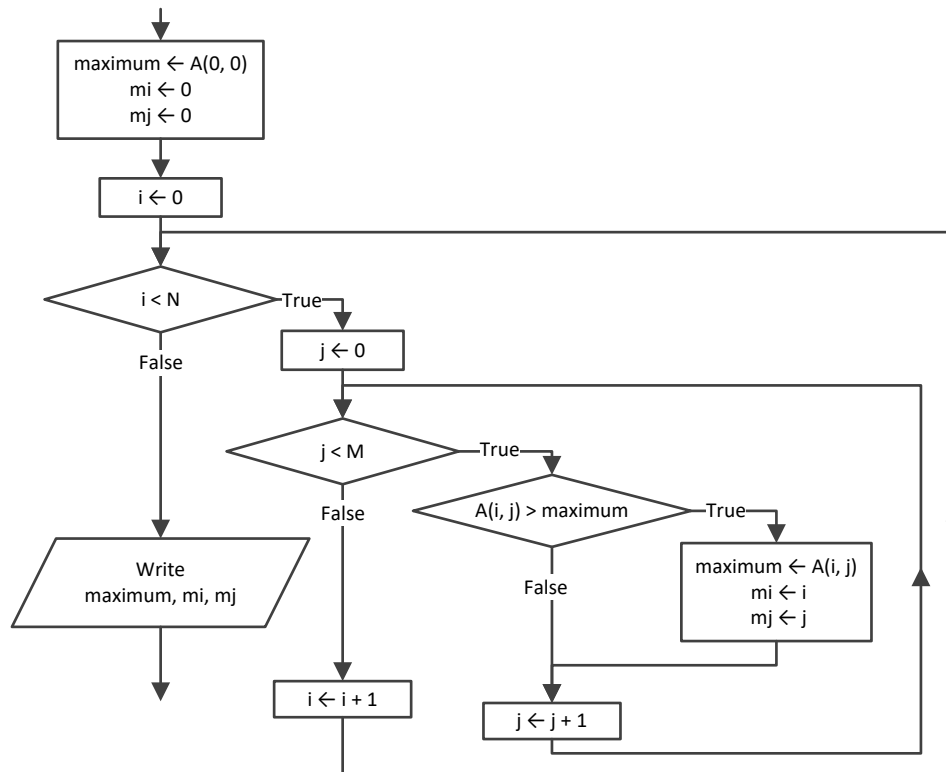 maximum ← A(0, 0)
mi ← 0
mj ← 0
i ← 0
i < N
True
False
j ← 0
j < M
True
False
A(i, j) > maximum
True
False
maximum ← A(i, j)
mi ← i
mj ← j
Write
maximum, mi, mj
i ← i + 1
j ← j + 1